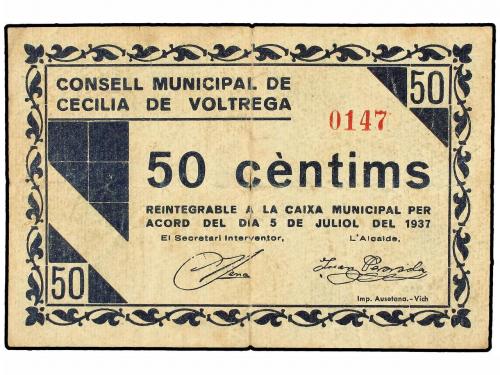 CONSELL MUNICIPAL DE
CECILIA DE VOLTREGA
50
0147
50 cèntims
REINTEGRABLE A LA CAIXA MUNICIPAL PER
ACORD DEL DIA 5 DE JULIOL DEL 1937
El Secretari Interventor,
L'Alcalde,
50
Imp. Ausetana.-Vich